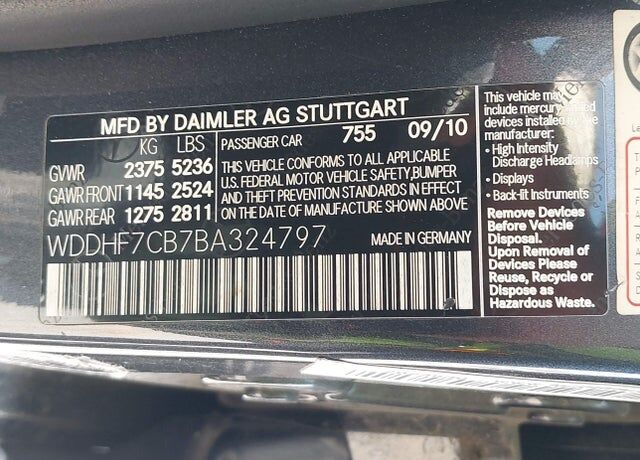 MFD BY DAIMLER AG STUTTGART
KG LBS
GVWR 2375 5236
GAWR FRONT 1145 2524
GAWR REAR 1275 2811
PASSENGER CAR 755 09/10
THIS VEHICLE CONFORMS TO ALL APPLICABLE
U.S. FEDERAL MOTOR VEHICLE SAFETY,BUMPER
AND THEFT PREVENTION STANDARDS IN EFFECT
ON THE DATE OF MANUFACTURE SHOWN ABOVE
WDDHF7CB7BA324797 MADE IN GERMANY
This vehicle may
include mercury
devices installed by the
manufacturer:
• High Intensity
Discharge Headlamps
• Displays
• Back-lit Instruments
Remove Devices
Before Vehicle
Disposal.
Upon Removal of
Devices Please
Reuse, Recycle or
Dispose as
Hazardous Waste.